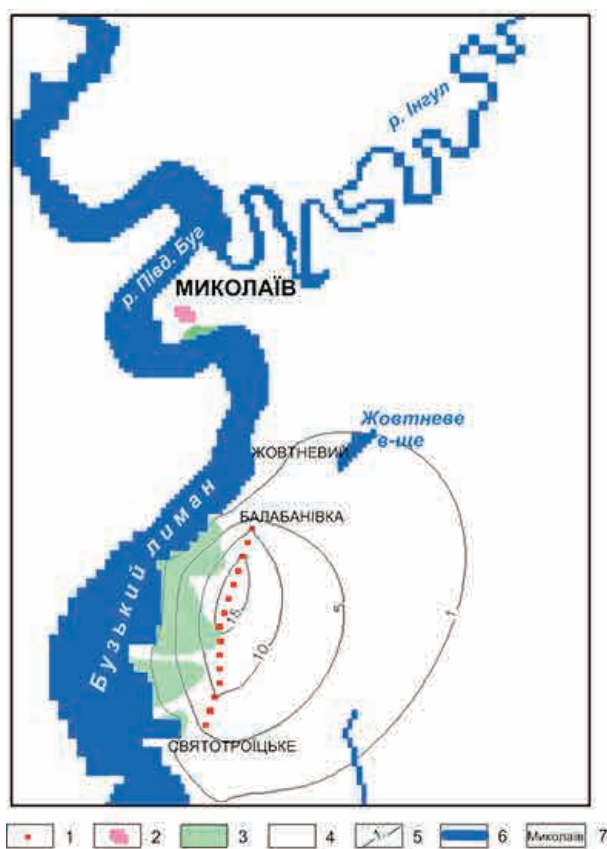 р. Інгул
р. Півд. Буг
МИКОЛАЇВ
Жовтневе
в-ще
ЖОВТНЕВИЙ
БАЛАБАНІВКА
Бузький лиман
15
10
5
1
СВЯТОТРОЇЦЬКЕ
1 2 3 4 1 5 6 Миколаїв 7